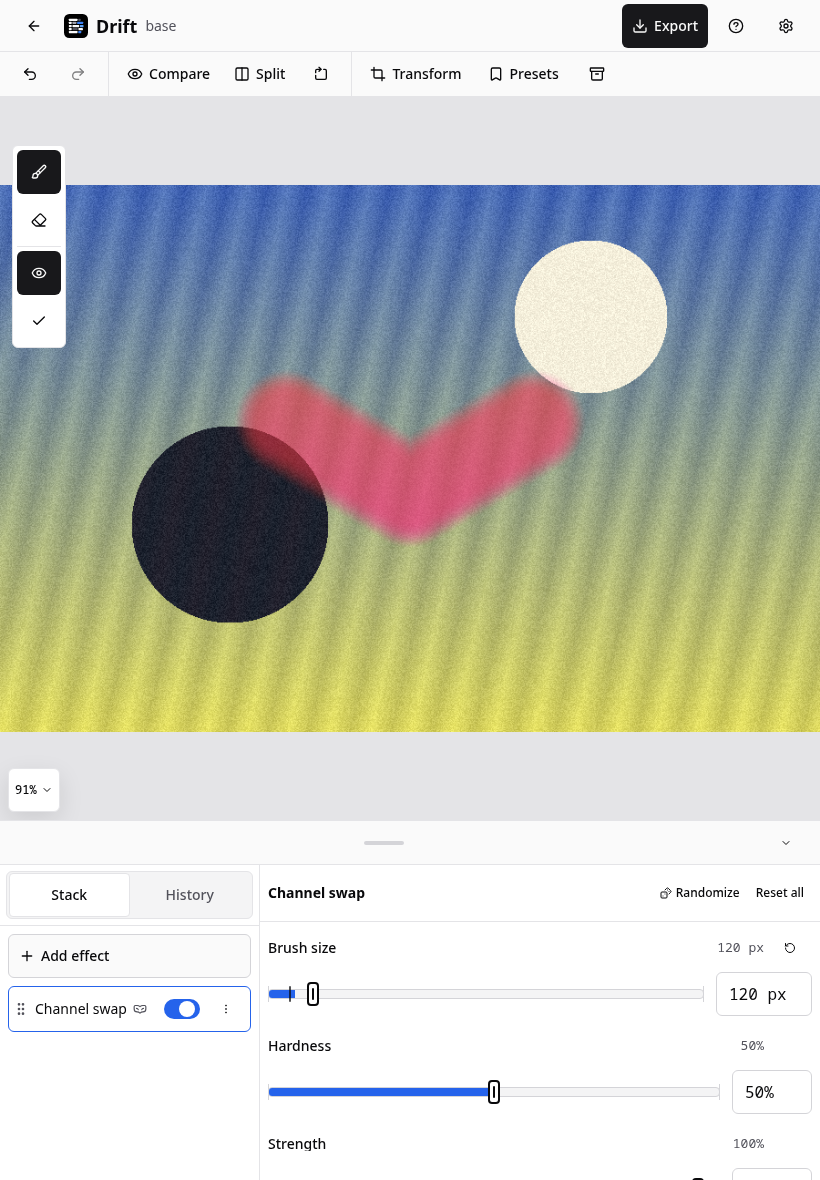 Drift base
Export
Compare
Split
Transform
Presets
91%
Stack
History
Channel swap
Randomize
Reset all
Add effect
Channel swap
Brush size
120 px
120 px
Hardness
50%
50%
Strength
100%